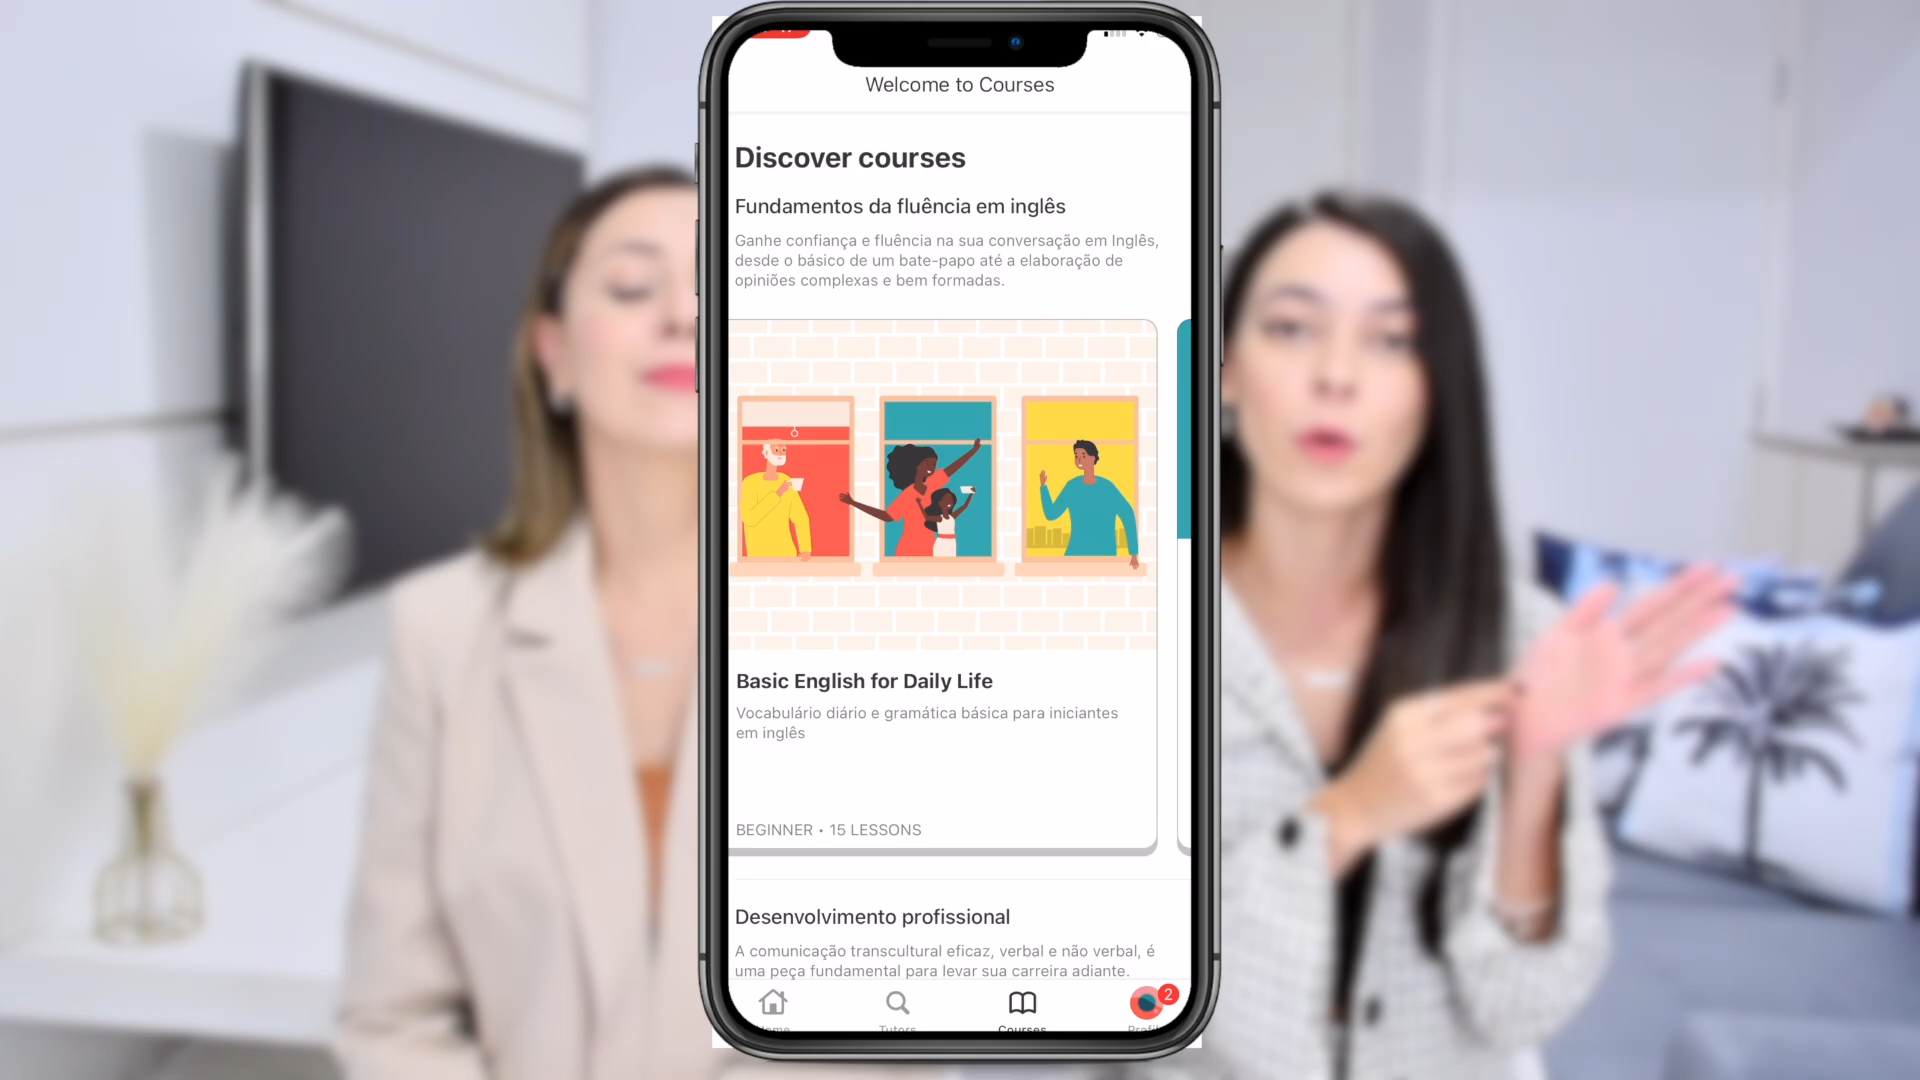 Welcome to Courses
Discover courses
Fundamentos da fluência em inglês
Ganhe confiança e fluência na sua conversação em Inglês,
desde o básico de um bate-papo até a elaboração de
opiniões complexas e bem formadas.
Basic English for Daily Life
Vocabulário diário e gramática básica para iniciantes
em inglês
BEGINNER • 15 LESSONS
Desenvolvimento profissional
A comunicação transcultural eficaz, verbal e não verbal, é
uma peça fundamental para levar sua carreira adiante.
2
Tutors
Courses